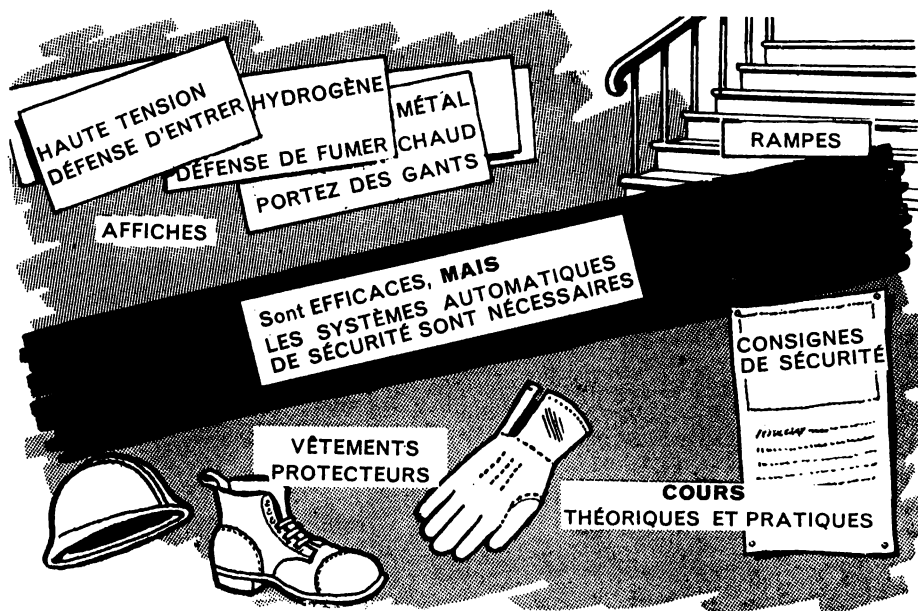 HAUTE TENSION
DÉFENSE D'ENTRER
HYDROGÈNE
DÉFENSE DE FUMER
MÉTAL
CHAUD
PORTEZ DES GANTS
RAMPES
AFFICHES
Sont EFFICACES, MAIS
LES SYSTÈMES AUTOMATIQUES
DE SÉCURITÉ SONT NÉCESSAIRES
CONSIGNES
DE SÉCURITÉ
VÊTEMENTS
PROTECTEURS
COURS
THÉORIQUES ET PRATIQUES